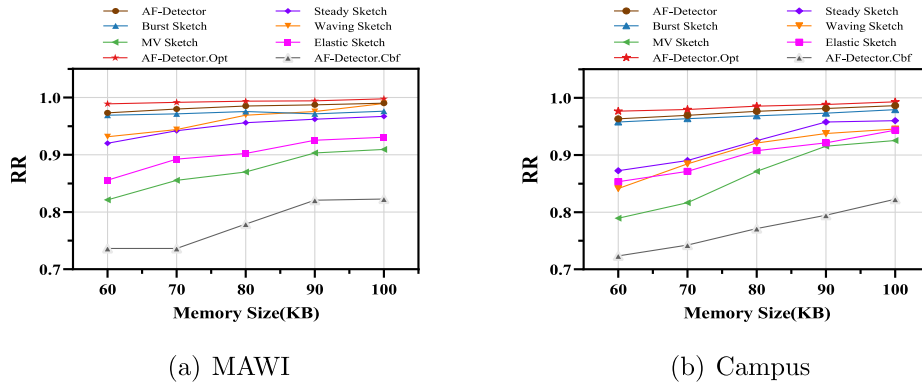 AF-Detector Steady Sketch
Burst Sketch Waving Sketch
MV Sketch Elastic Sketch
AF-Detector.Opt AF-Detector.Cbf
1.0
0.9
0.8
0.7
RR
60 70 80 90 100
Memory Size(KB)
(a) MAWI
AF-Detector Steady Sketch
Burst Sketch Waving Sketch
MV Sketch Elastic Sketch
AF-Detector.Opt AF-Detector.Cbf
1.0
0.9
0.8
0.7
RR
60 70 80 90 100
Memory Size(KB)
(b) Campus